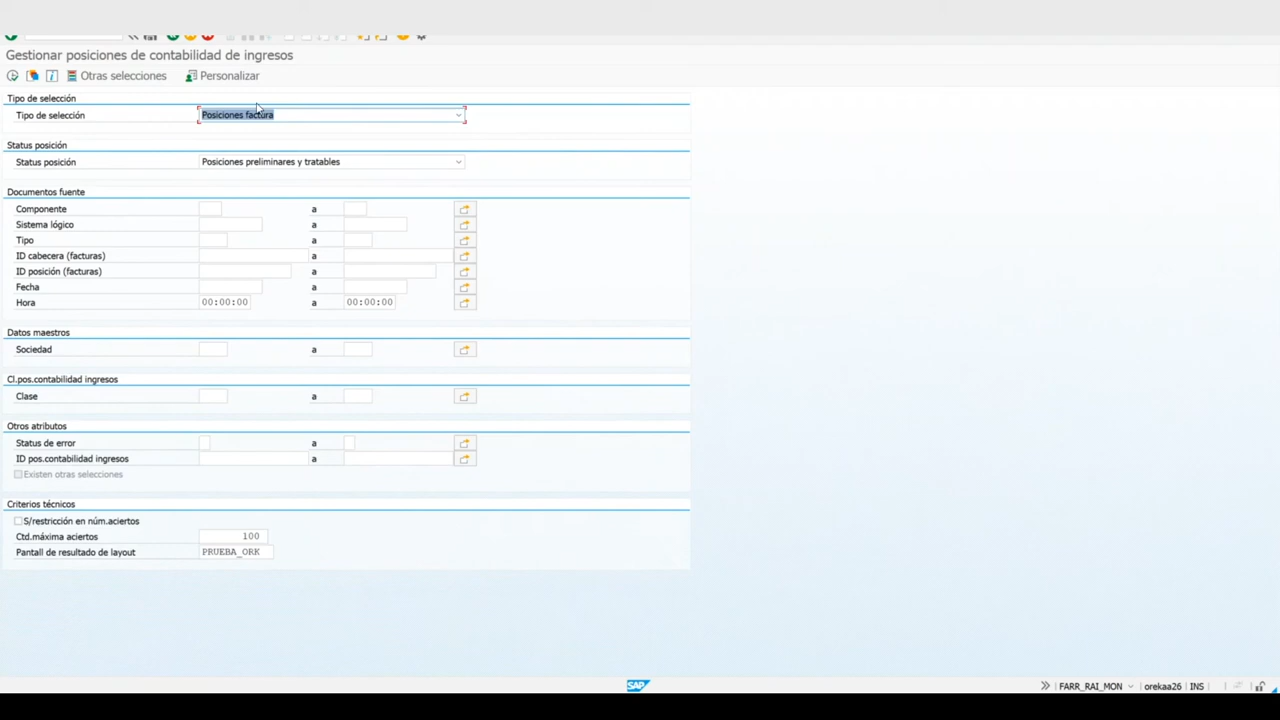 Gestionar posiciones de contabilidad de ingresos
Otras selecciones Personalizar
Tipo de selección
Tipo de selección Posiciones factura
Status posición
Status posición Posiciones preliminares y tratables
Documentos fuente
Componente a
Sistema lógico a
Tipo a
ID cabecera (facturas) a
ID posición (facturas) a
Fecha a
Hora 00:00:00 a 00:00:00
Datos maestros
Sociedad a
Cl.pos.contabilidad ingresos
Clase a
Otros atributos
Status de error a
ID pos.contabilidad ingresos a
Existen otras selecciones
Criterios técnicos
S/restricción en núm.aciertos
Ctd.máxima aciertos 100
Pantall de resultado de layout PRUEBA_ORK
SAP FARR_RAI_MON orekaa26 INS